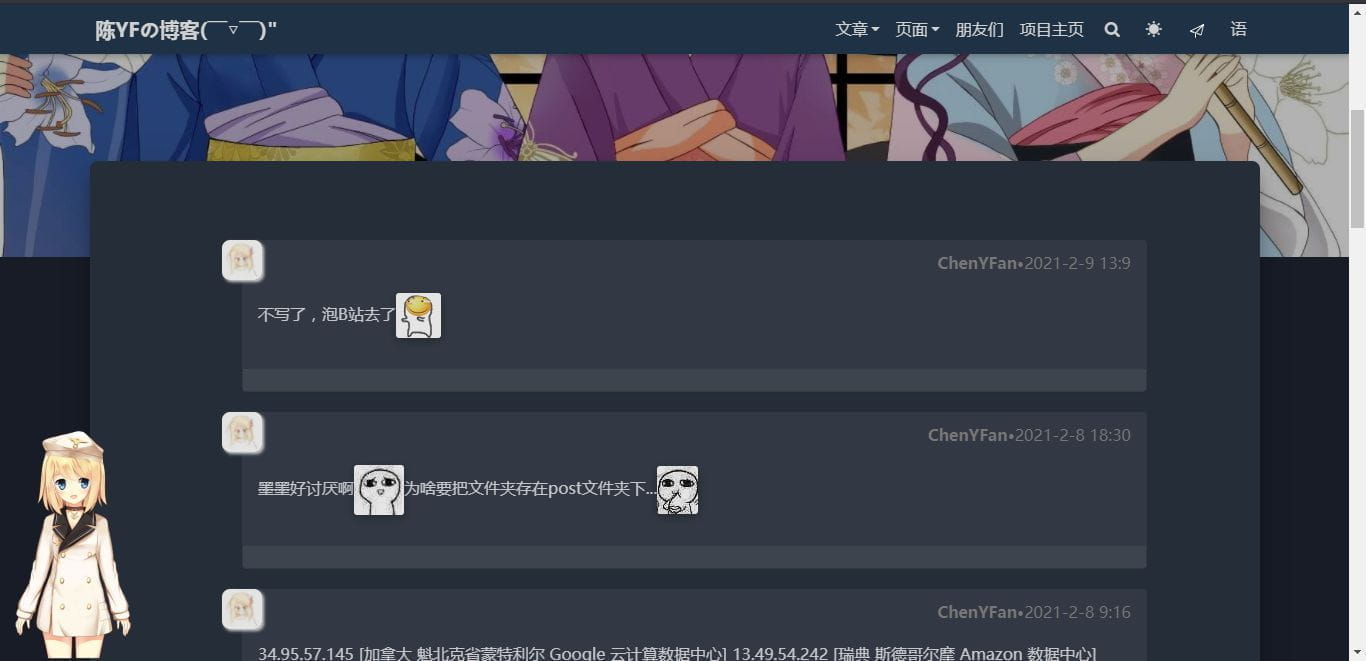 陈YFの博客(￣▽￣)"
文章 页面 朋友们 项目主页 语
ChenYFan•2021-2-9 13:9
不写了，泡B站去了
ChenYFan•2021-2-8 18:30
墨墨好讨厌啊为啥要把文件夹存在post文件夹下...
ChenYFan•2021-2-8 9:16
34.95.57.145 [加拿大 魁北克省蒙特利尔 Google 云计算数据中心] 13.49.54.242 [瑞典 斯德哥尔摩 Amazon 数据中心]